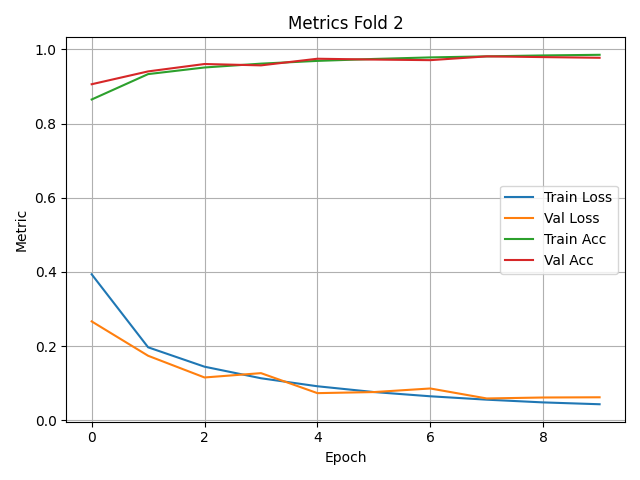 Metrics Fold 2
1.0
0.8
0.6
0.4
0.2
0.0
Metric
Train Loss
Val Loss
Train Acc
Val Acc
0 2 4 6 8
Epoch